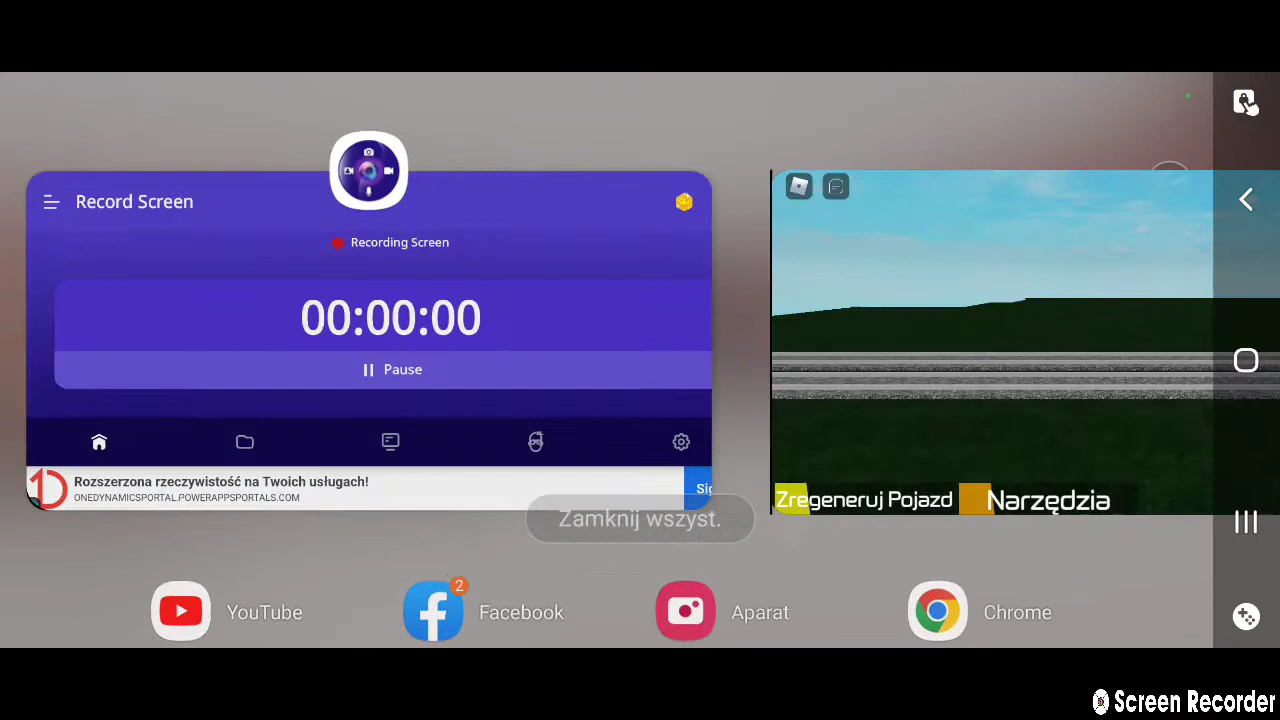 Record Screen
Recording Screen
00:00:00
Pause
Rozszerzona rzeczywistość na Twoich usługach!
ONEDYNAMICSPORTAL.POWERAPPSPORTALS.COM
Zregeneruj Pojazd
Narzędzia
Zamknij wszyst.
YouTube
2
Facebook
Aparat
Chrome
Screen Recorder